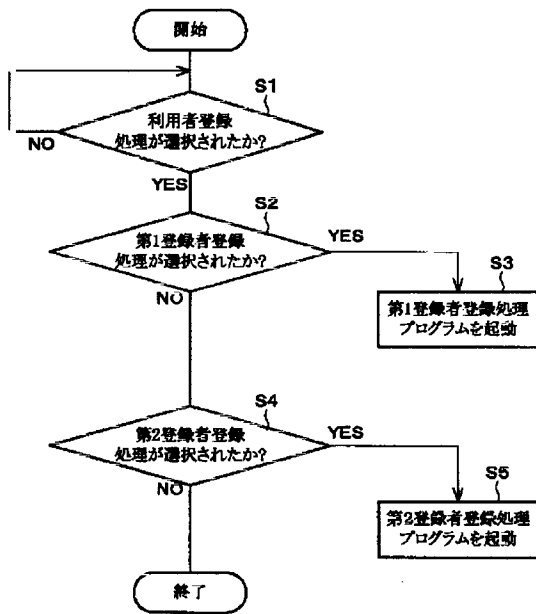 開始
S1
利用者登録
処理が選択されたか?
NO
YES
S2
第1登録者登録
処理が選択されたか?
YES
NO
S3
第1登録者登録処理
プログラムを起動
S4
第2登録者登録
処理が選択されたか?
YES
NO
S5
第2登録者登録処理
プログラムを起動
終了